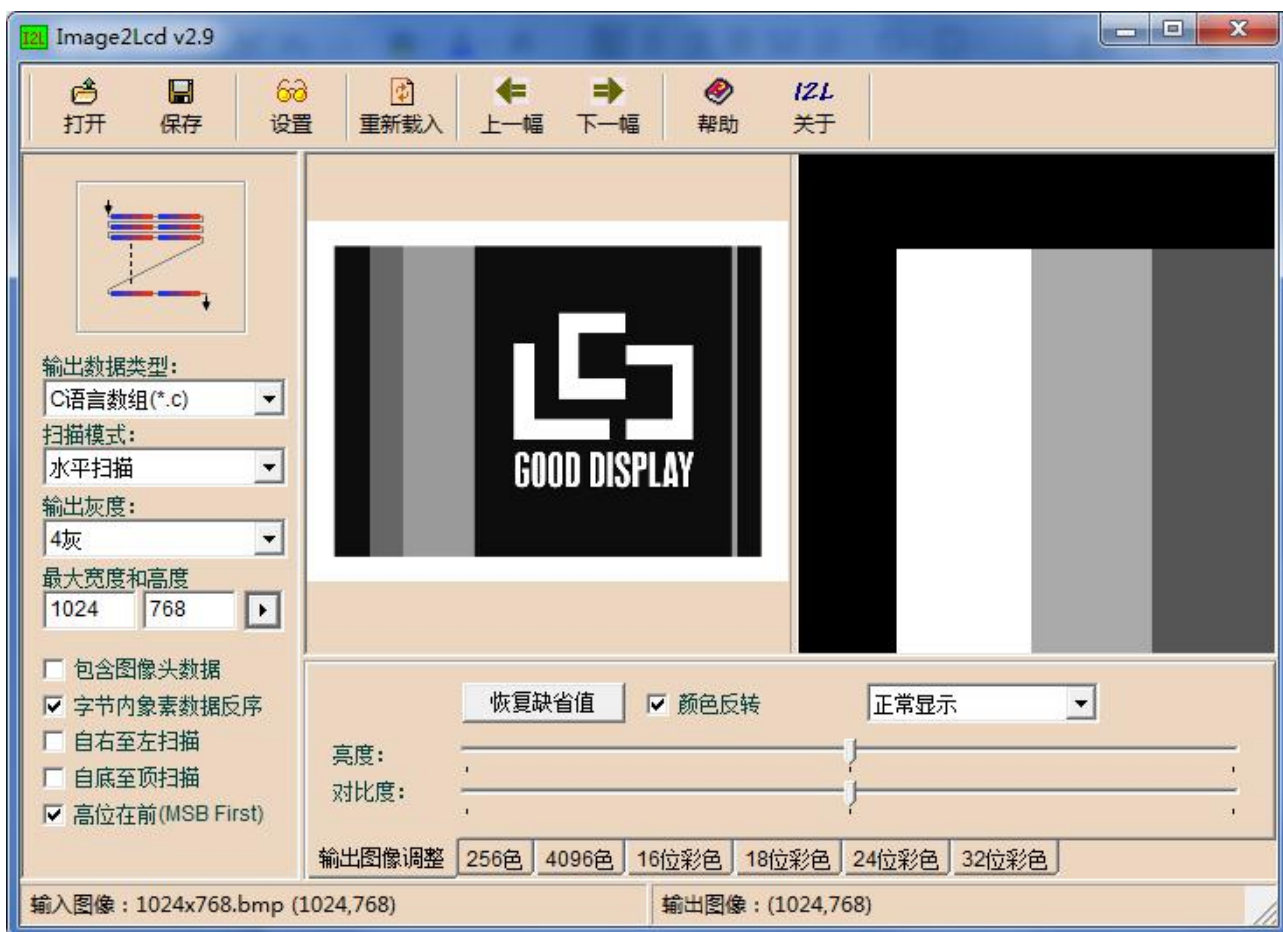 I2L Image2Lcd v2.9
打开 保存 设置 重新载入 上一幅 下一幅 帮助 I2L 关于
输出数据类型:
C语言数组(*.c)
扫描模式:
水平扫描
输出灰度:
4灰
最大宽度和高度
1024 768
包含图像头数据
字节内象素数据反序
自右至左扫描
自底至顶扫描
高位在前(MSB First)
GOOD DISPLAY
恢复缺省值 颜色反转 正常显示
亮度:
对比度:
输出图像调整 256色 4096色 16位彩色 18位彩色 24位彩色 32位彩色
输入图像:1024x768.bmp (1024,768) 输出图像:(1024,768)